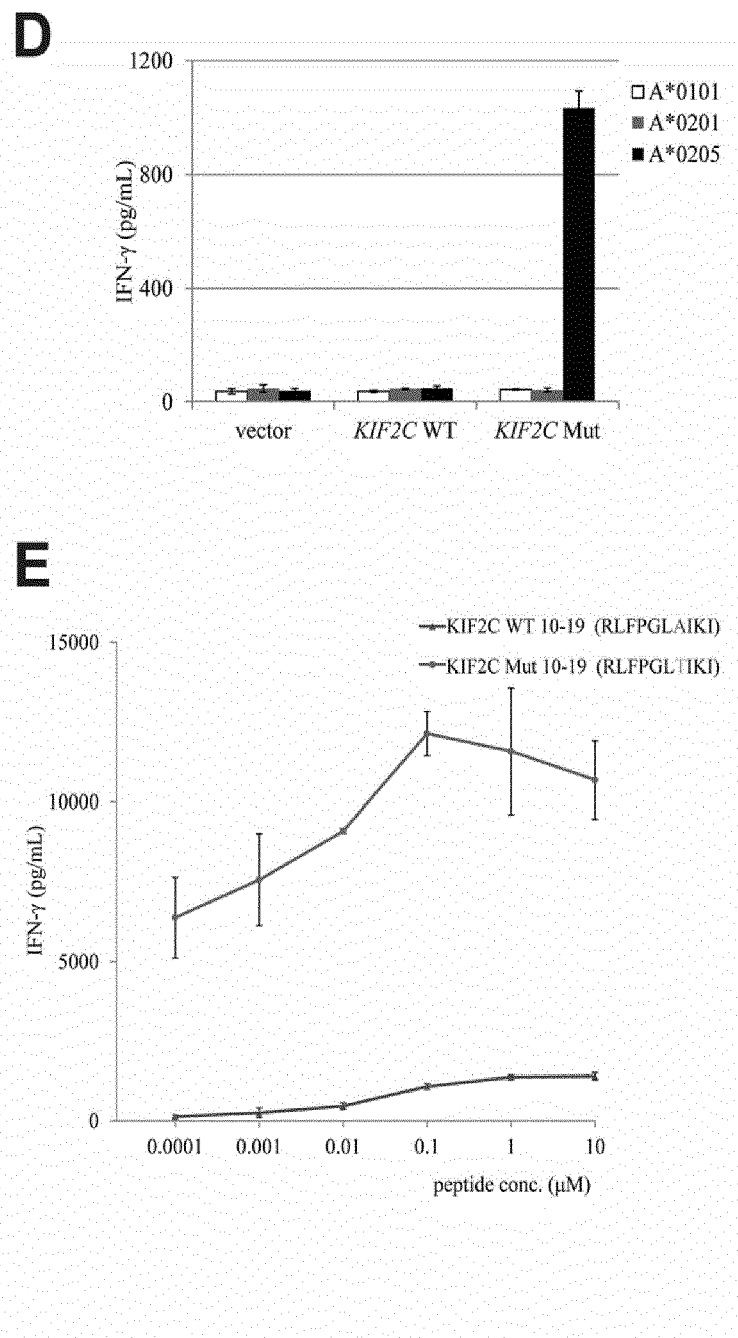 D
1200
800
400
0
IFN-γ (pg/mL)
A*0101
A*0201
A*0205
vector
KIF2C WT
KIF2C Mut
E
KIF2C WT 10-19 (RLFPGLAIKI)
KIF2C Mut 10-19 (RLFPGLTIKI)
15000
10000
5000
0
IFN-γ (pg/mL)
0.0001
0.001
0.01
0.1
1
10
peptide conc. (μM)